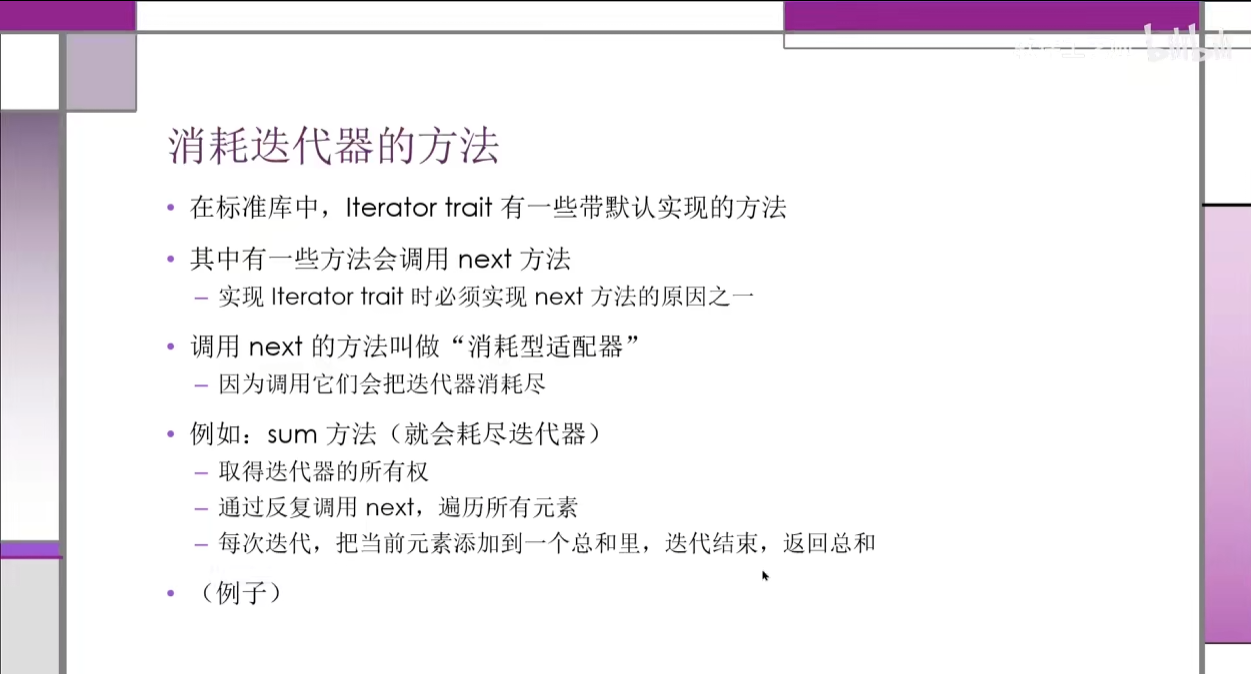 消耗迭代器的方法
• 在标准库中，Iterator trait 有一些带默认实现的方法
• 其中有一些方法会调用 next 方法
– 实现 Iterator trait 时必须实现 next 方法的原因之一
• 调用 next 的方法叫做“消耗型适配器”
– 因为调用它们会把迭代器消耗尽
• 例如：sum 方法（就会耗尽迭代器）
– 取得迭代器的所有权
– 通过反复调用 next，遍历所有元素
– 每次迭代，把当前元素添加到一个总和里，迭代结束，返回总和
• （例子）
bilibili